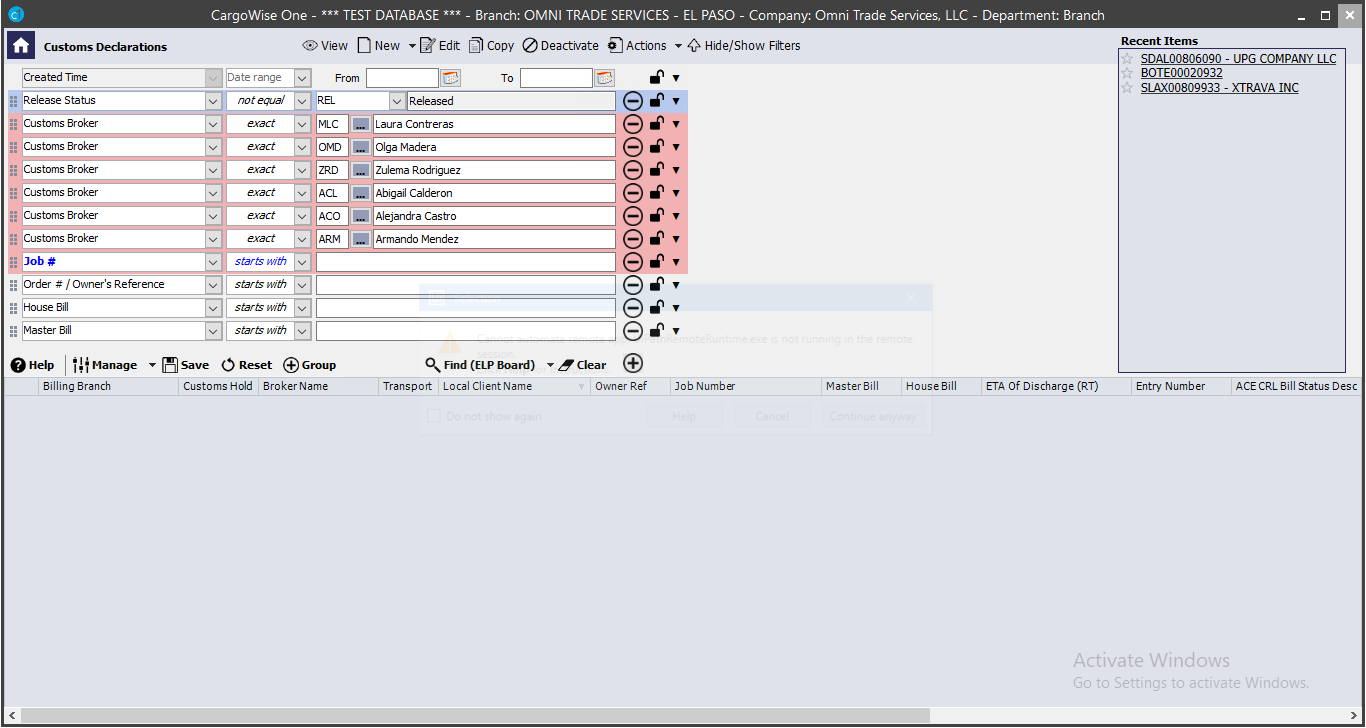 CargoWise One - *** TEST DATABASE *** - Branch: OMNI TRADE SERVICES - EL PASO - Company: Omni Trade Services, LLC - Department: Branch
Customs Declarations
View New Edit Copy Deactivate Actions Hide/Show Filters
Recent Items
SDAL00806090 - UPG COMPANY LLC
BOTE00020932
SLAX00809933 - XTRAVA INC
Created Time Date range From To
Release Status not equal REL Released
Customs Broker exact MLC ... Laura Contreras
Customs Broker exact OMD ... Olga Madera
Customs Broker exact ZRD ... Zulema Rodriguez
Customs Broker exact ACL ... Abigail Calderon
Customs Broker exact ACO ... Alejandra Castro
Customs Broker exact ARM ... Armando Mendez
Job # starts with
Order # / Owner's Reference starts with
House Bill starts with
Master Bill starts with
Cannot automate remote RemoteRuntime.exe is not running in the remote
session.
Help Manage Save Reset Group Find (ELP Board) Clear
Billing Branch Customs Hold Broker Name Transport Local Client Name Owner Ref Job Number Master Bill House Bill ETA Of Discharge (RT) Entry Number ACE CRL Bill Status Desc
Do not show again Help Cancel Continue anyway
Activate Windows
Go to Settings to activate Windows.